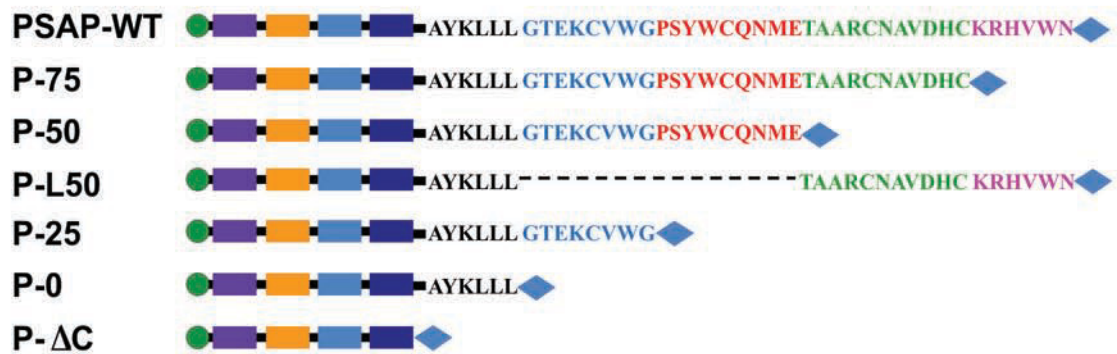 PSAP-WT AYKLLL GTEKCVWGPSYWCQNMETAARCNAVDHCKRHVWN
P-75 AYKLLL GTEKCVWGPSYWCQNMETAARCNAVDHC
P-50 AYKLLL GTEKCVWGPSYWCQNME
P-L50 AYKLLL TAARCNAVDHC KRHVWN
P-25 AYKLLL GTEKCVWG
P-0 AYKLLL
P- ΔC